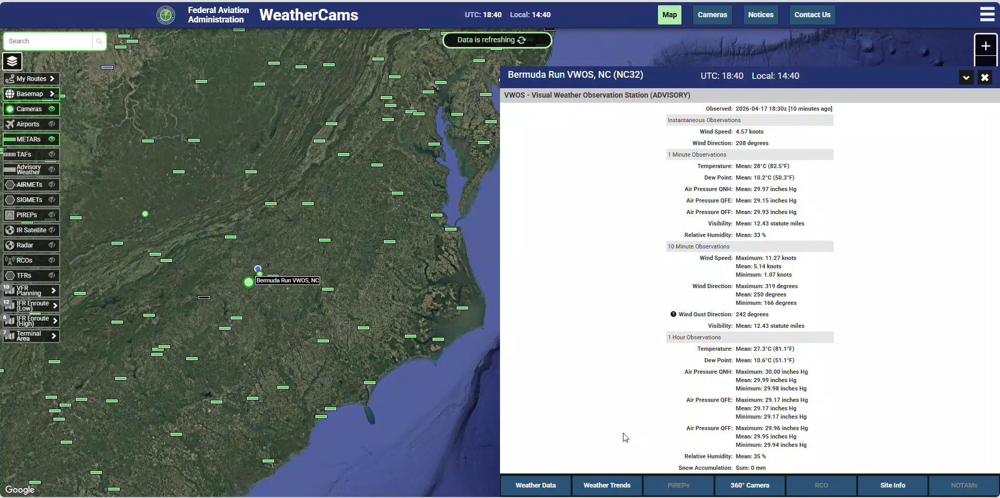 Federal Aviation
Administration
WeatherCams
UTC: 18:40 Local: 14:40
Map
Cameras
Notices
Contact Us
Search
Data is refreshing
My Routes
Basemap
Cameras
Airports
METARs
TAFs
Advisory
Weather
AIRMETs
SIGMETs
PIREPs
IR Satellite
Radar
RCOs
TFRs
10
VFR
Planning
12
IFR Enroute
(Low)
6
IFR Enroute
(High)
7
Terminal
Area
Bermuda Run VWOS, NC
Google
Bermuda Run VWOS, NC (NC32)
UTC: 18:40 Local: 14:40
VWOS - Visual Weather Observation Station (ADVISORY)
Observed: 2026-04-17 18:30z [10 minutes ago]
Instantaneous Observations
Wind Speed: 4.57 knots
Wind Direction: 208 degrees
1 Minute Observations
Temperature: Mean: 28°C (82.5°F)
Dew Point: Mean: 10.2°C (50.3°F)
Air Pressure QNH: Mean: 29.97 inches Hg
Air Pressure QFE: Mean: 29.15 inches Hg
Air Pressure QFF: Mean: 29.93 inches Hg
Visibility: Mean: 12.43 statute miles
Relative Humidity: Mean: 33 %
10 Minute Observations
Wind Speed: Maximum: 11.27 knots
Mean: 5.14 knots
Minimum: 1.07 knots
Wind Direction: Maximum: 319 degrees
Mean: 250 degrees
Minimum: 166 degrees
? Wind Gust Direction: 242 degrees
Visibility: Mean: 12.43 statute miles
1 Hour Observations
Temperature: Mean: 27.3°C (81.1°F)
Dew Point: Mean: 10.6°C (51.1°F)
Air Pressure QNH: Maximum: 30.00 inches Hg
Mean: 29.99 inches Hg
Minimum: 29.98 inches Hg
Air Pressure QFE: Maximum: 29.17 inches Hg
Mean: 29.17 inches Hg
Minimum: 29.17 inches Hg
Air Pressure QFF: Maximum: 29.96 inches Hg
Mean: 29.95 inches Hg
Minimum: 29.94 inches Hg
Relative Humidity: Mean: 35 %
Snow Accumulation: Sum: 0 mm
Weather Data
Weather Trends
PIREPs
360° Camera
RCO
Site Info
NOTAMs